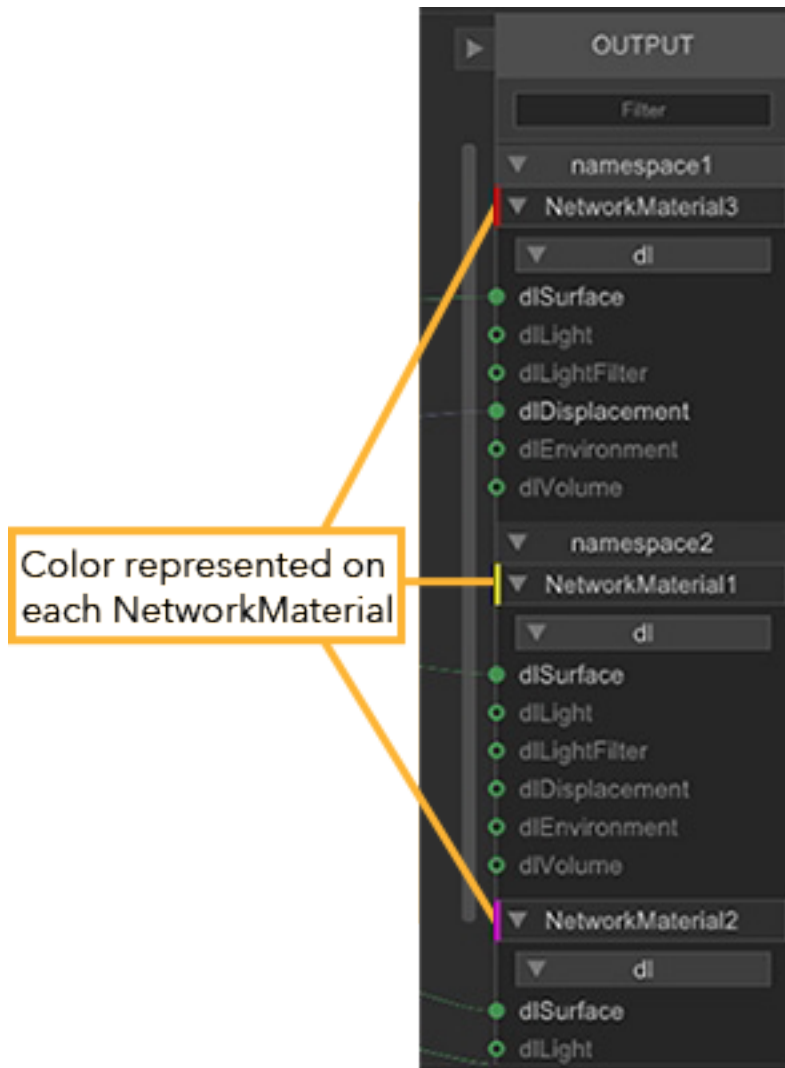 OUTPUT
Filter
namespace1
NetworkMaterial3
dl
dlSurface
dlLight
dlLightFilter
dlDisplacement
dlEnvironment
dlVolume
Color represented on
each NetworkMaterial
namespace2
NetworkMaterial1
dl
dlSurface
dlLight
dlLightFilter
dlDisplacement
dlEnvironment
dlVolume
NetworkMaterial2
dl
dlSurface
dlLight